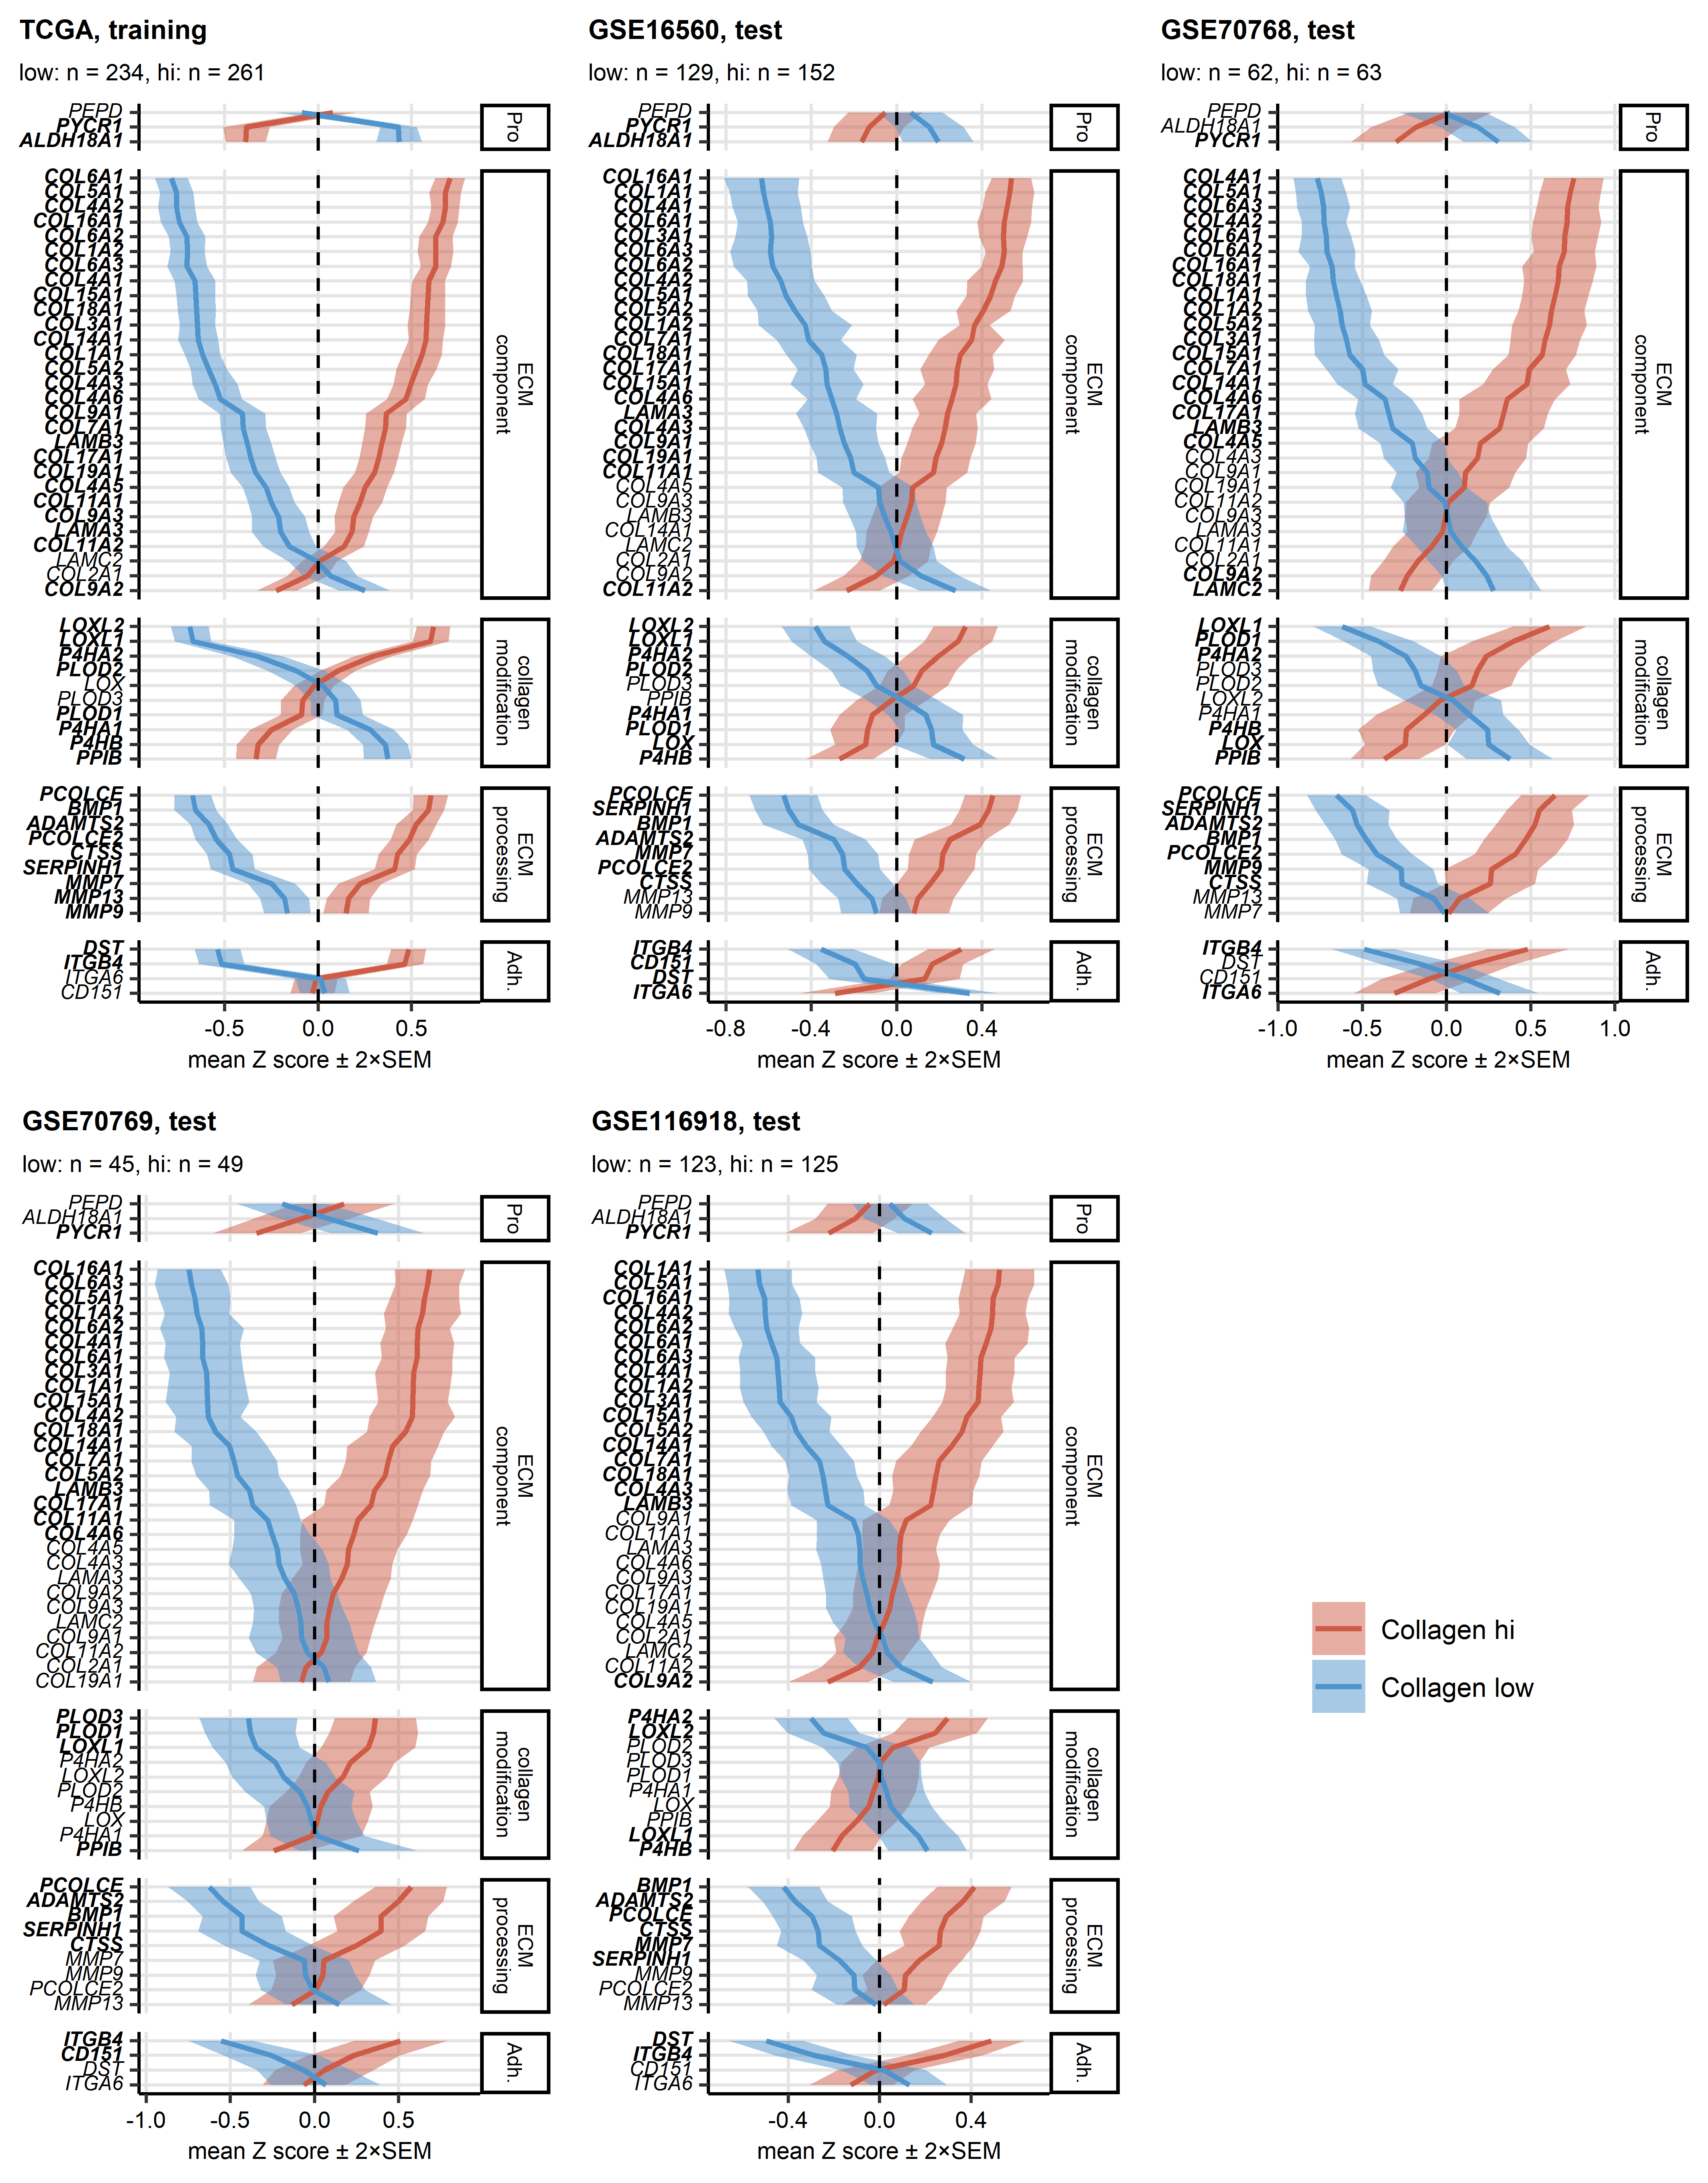 TCGA, training
low: n = 234, hi: n = 261
PEPD
PYCR1
ALDH18A1
Pro
COL6A1
COL5A1
COL4A2
COL16A1
COL6A2
COL1A2
COL6A3
COL4A1
COL15A1
COL18A1
COL3A1
COL14A1
COL1A1
COL5A2
COL4A3
COL4A6
COL9A1
COL7A1
LAMB3
COL17A1
COL19A1
COL4A5
COL11A1
COL9A3
LAMA3
COL11A2
LAMC2
COL2A1
COL9A2
ECM
component
LOXL2
LOXL1
P4HA2
PLOD2
LOX
PLOD3
PLOD1
P4HA1
P4HB
PPIB
collagen
modification
PCOLCE
BMP1
ADAMTS2
PCOLCE2
CTSS
SERPINH1
MMP7
MMP13
MMP9
ECM
processing
DST
ITGB4
ITGA6
CD151
Adh.
-0.5 0.0 0.5
mean Z score ± 2×SEM
GSE16560, test
low: n = 129, hi: n = 152
PEPD
PYCR1
ALDH18A1
Pro
COL16A1
COL1A1
COL4A1
COL6A1
COL3A1
COL6A3
COL6A2
COL4A2
COL5A1
COL5A2
COL1A2
COL7A1
COL18A1
COL17A1
COL15A1
COL4A6
LAMA3
COL4A3
COL9A1
COL19A1
COL11A1
COL4A5
COL9A3
LAMB3
COL14A1
LAMC2
COL2A1
COL9A2
COL11A2
ECM
component
LOXL2
LOXL1
P4HA2
PLOD2
PLOD3
PPIB
P4HA1
PLOD1
LOX
P4HB
collagen
modification
PCOLCE
SERPINH1
BMP1
ADAMTS2
MMP7
PCOLCE2
CTSS
MMP13
MMP9
ECM
processing
ITGB4
CD151
DST
ITGA6
Adh.
-0.8 -0.4 0.0 0.4
mean Z score ± 2×SEM
GSE70768, test
low: n = 62, hi: n = 63
PEPD
ALDH18A1
PYCR1
Pro
COL4A1
COL5A1
COL6A3
COL4A2
COL6A1
COL6A2
COL16A1
COL18A1
COL1A1
COL1A2
COL5A2
COL3A1
COL15A1
COL7A1
COL14A1
COL4A6
COL17A1
LAMB3
COL4A5
COL4A3
COL9A1
COL19A1
COL11A2
COL9A3
LAMA3
COL11A1
COL2A1
COL9A2
LAMC2
ECM
component
LOXL1
PLOD1
P4HA2
PLOD3
PLOD2
LOXL2
P4HA1
P4HB
LOX
PPIB
collagen
modification
PCOLCE
SERPINH1
ADAMTS2
BMP1
PCOLCE2
MMP9
CTSS
MMP13
MMP7
ECM
processing
ITGB4
DST
CD151
ITGA6
Adh.
-1.0 -0.5 0.0 0.5 1.0
mean Z score ± 2×SEM
GSE70769, test
low: n = 45, hi: n = 49
PEPD
ALDH18A1
PYCR1
Pro
COL16A1
COL6A3
COL5A1
COL1A2
COL6A2
COL4A1
COL6A1
COL3A1
COL1A1
COL15A1
COL4A2
COL18A1
COL14A1
COL7A1
COL5A2
LAMB3
COL17A1
COL11A1
COL4A6
COL4A5
COL4A3
LAMA3
COL9A2
COL9A3
LAMC2
COL9A1
COL11A2
COL2A1
COL19A1
ECM
component
PLOD3
PLOD1
LOXL1
P4HA2
LOXL2
PLOD2
P4HB
LOX
P4HA1
PPIB
collagen
modification
PCOLCE
ADAMTS2
BMP1
SERPINH1
CTSS
MMP7
MMP9
PCOLCE2
MMP13
ECM
processing
ITGB4
CD151
DST
ITGA6
Adh.
-1.0 -0.5 0.0 0.5
mean Z score ± 2×SEM
GSE116918, test
low: n = 123, hi: n = 125
PEPD
ALDH18A1
PYCR1
Pro
COL1A1
COL5A1
COL16A1
COL4A2
COL6A2
COL6A1
COL6A3
COL4A1
COL1A2
COL3A1
COL15A1
COL5A2
COL14A1
COL7A1
COL18A1
COL4A3
LAMB3
COL9A1
COL11A1
LAMA3
COL4A6
COL9A3
COL17A1
COL19A1
COL4A5
COL2A1
LAMC2
COL11A2
COL9A2
ECM
component
P4HA2
LOXL2
PLOD2
PLOD3
PLOD1
P4HA1
LOX
PPIB
LOXL1
P4HB
collagen
modification
BMP1
ADAMTS2
PCOLCE
CTSS
MMP7
SERPINH1
MMP9
PCOLCE2
MMP13
ECM
processing
DST
ITGB4
CD151
ITGA6
Adh.
-0.4 0.0 0.4
mean Z score ± 2×SEM
Collagen hi
Collagen low